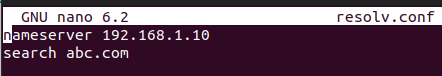 GNU nano 6.2 resolv.conf
nameserver 192.168.1.10
search abc.com